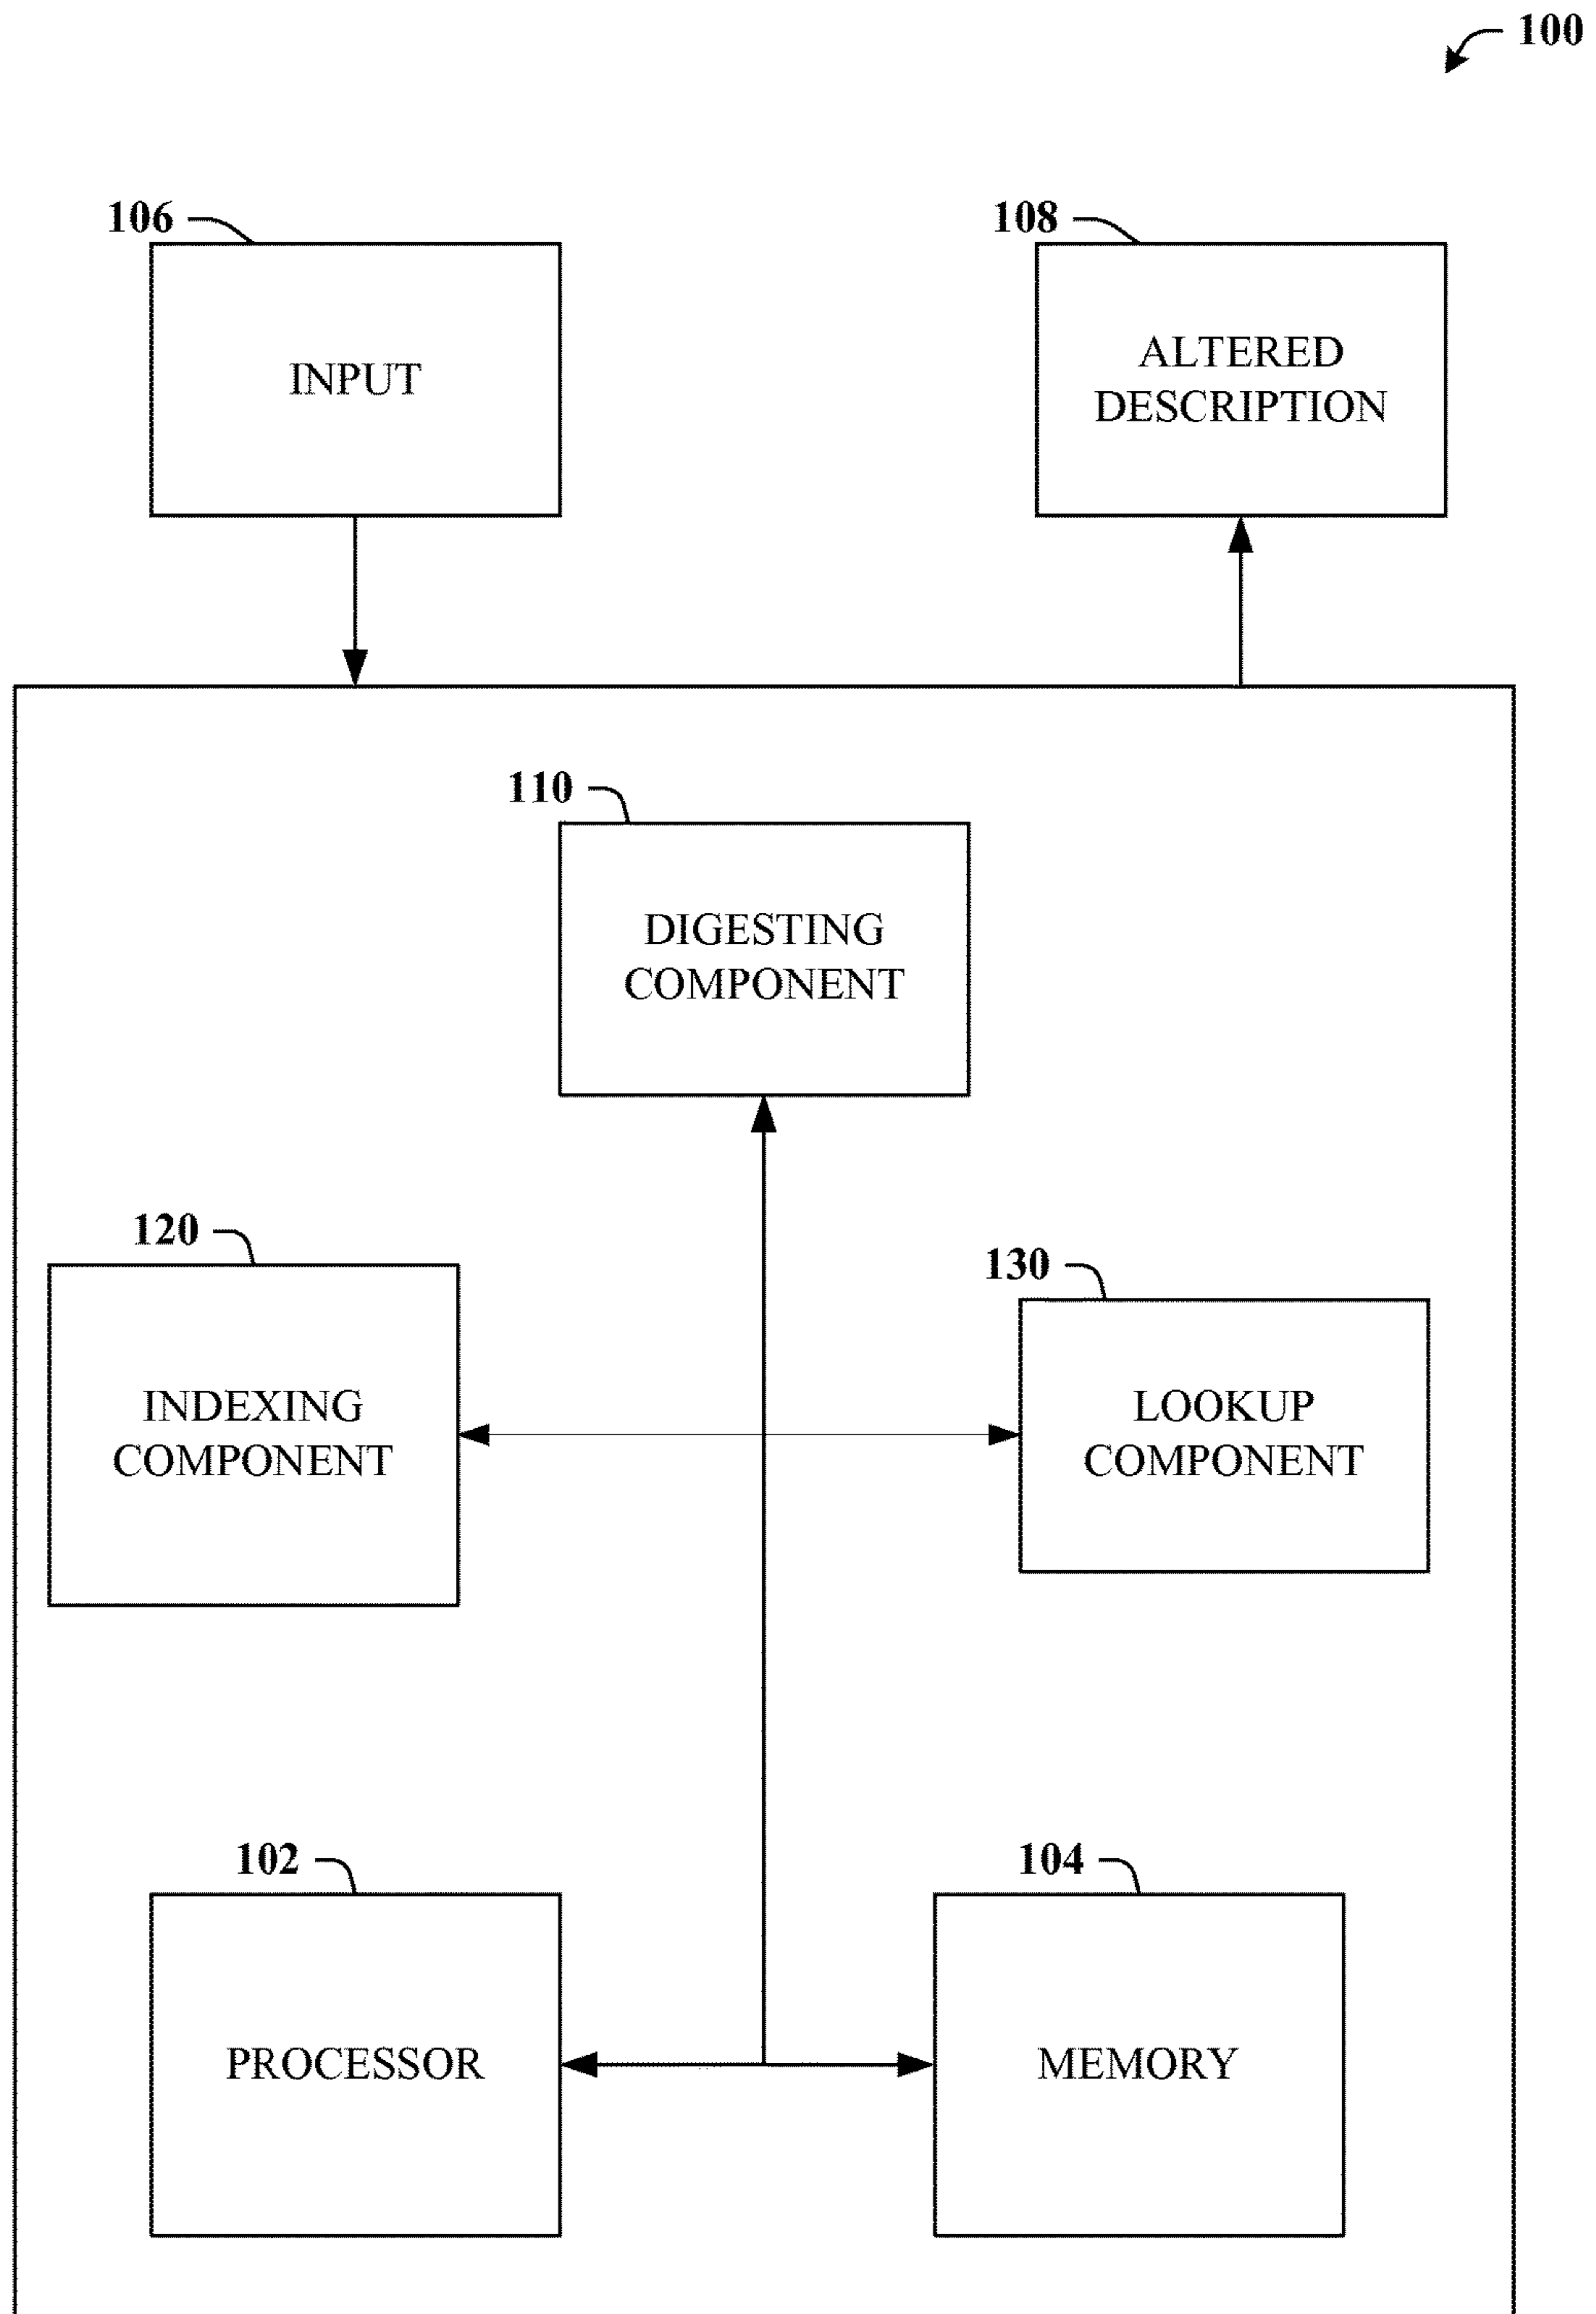 100
106
INPUT
108
ALTERED
DESCRIPTION
110
DIGESTING
COMPONENT
120
INDEXING
COMPONENT
130
LOOKUP
COMPONENT
102
PROCESSOR
104
MEMORY